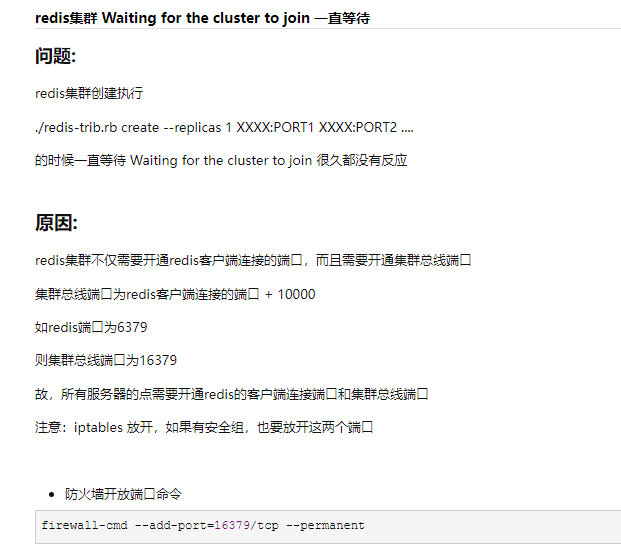 redis集群 Waiting for the cluster to join 一直等待
问题:
redis集群创建执行
./redis-trib.rb create --replicas 1 XXXX:PORT1 XXXX:PORT2 ....
的时候一直等待 Waiting for the cluster to join 很久都没有反应
原因:
redis集群不仅需要开通redis客户端连接的端口，而且需要开通集群总线端口
集群总线端口为redis客户端连接的端口 + 10000
如redis端口为6379
则集群总线端口为16379
故，所有服务器的点需要开通redis的客户端连接端口和集群总线端口
注意：iptables 放开，如果有安全组，也要放开这两个端口
• 防火墙开放端口命令
firewall-cmd --add-port=16379/tcp --permanent